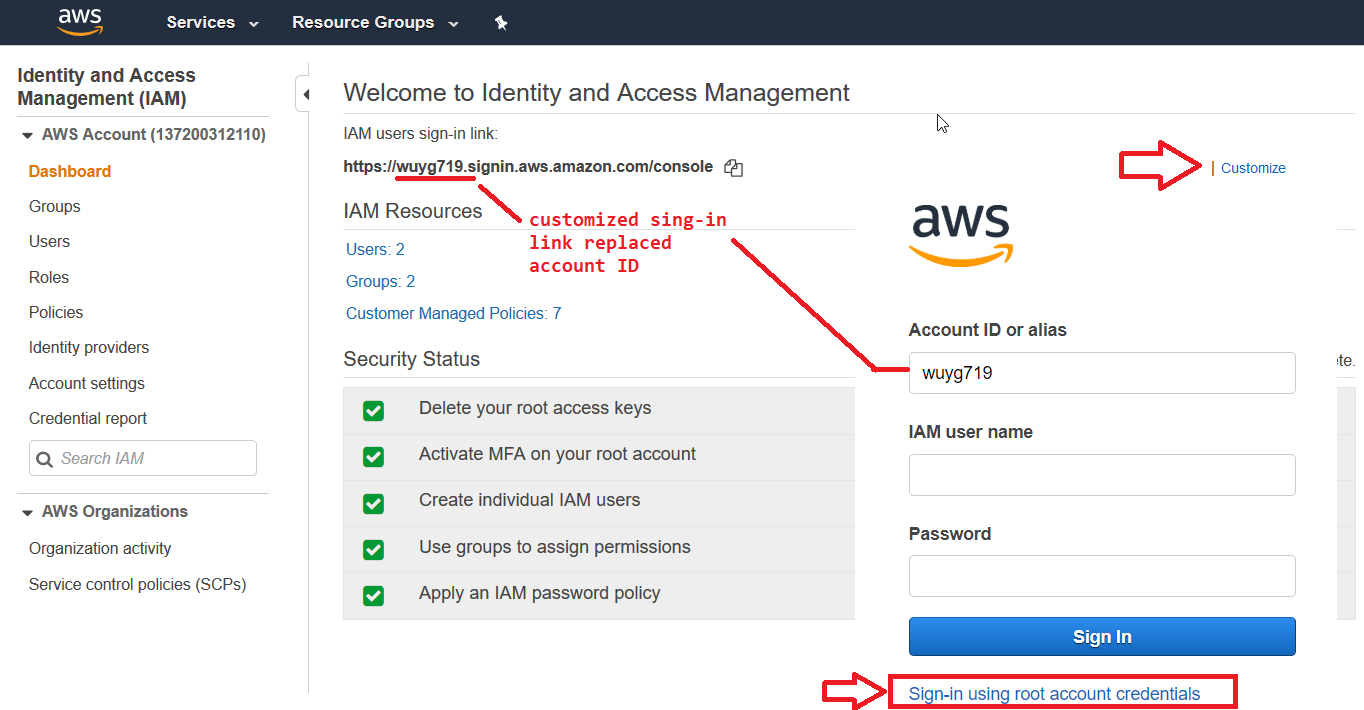 aws
Services
Resource Groups
Identity and Access
Management (IAM)
AWS Account (137200312110)
Dashboard
Groups
Users
Roles
Policies
Identity providers
Account settings
Credential report
Search IAM
AWS Organizations
Organization activity
Service control policies (SCPs)
Welcome to Identity and Access Management
IAM users sign-in link:
https://wuyg719.signin.aws.amazon.com/console
| Customize
customized sing-in
link replaced
account ID
IAM Resources
Users: 2
Groups: 2
Customer Managed Policies: 7
Security Status
ete.
Delete your root access keys
Activate MFA on your root account
Create individual IAM users
Use groups to assign permissions
Apply an IAM password policy
aws
Account ID or alias
wuyg719
IAM user name
Password
Sign In
Sign-in using root account credentials